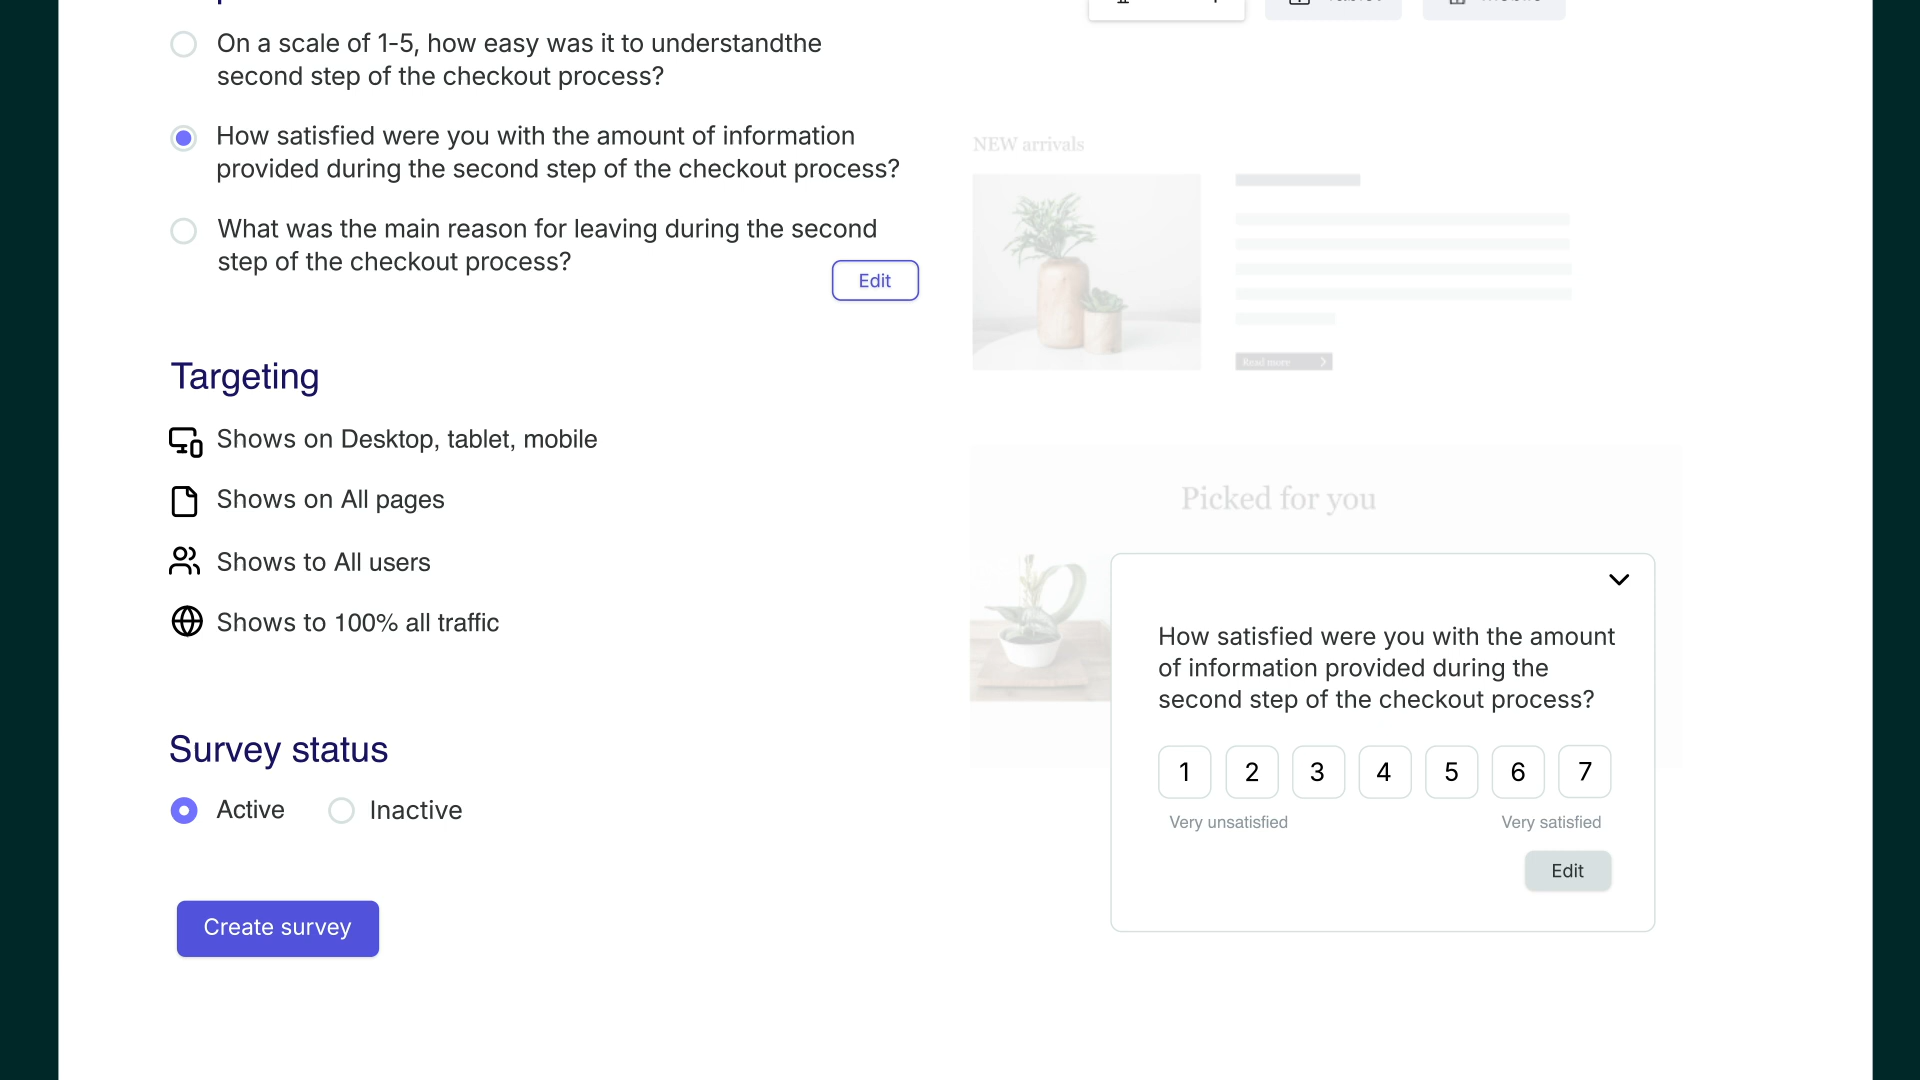 On a scale of 1-5, how easy was it to understandthe
second step of the checkout process?
How satisfied were you with the amount of information
provided during the second step of the checkout process?
What was the main reason for leaving during the second
step of the checkout process?
Edit
Targeting
Shows on Desktop, tablet, mobile
Shows on All pages
Shows to All users
Shows to 100% all traffic
Survey status
Active
Inactive
Create survey
NEW arrivals
Read more
Picked for you
How satisfied were you with the amount
of information provided during the
second step of the checkout process?
1 2 3 4 5 6 7
Very unsatisfied
Very satisfied
Edit